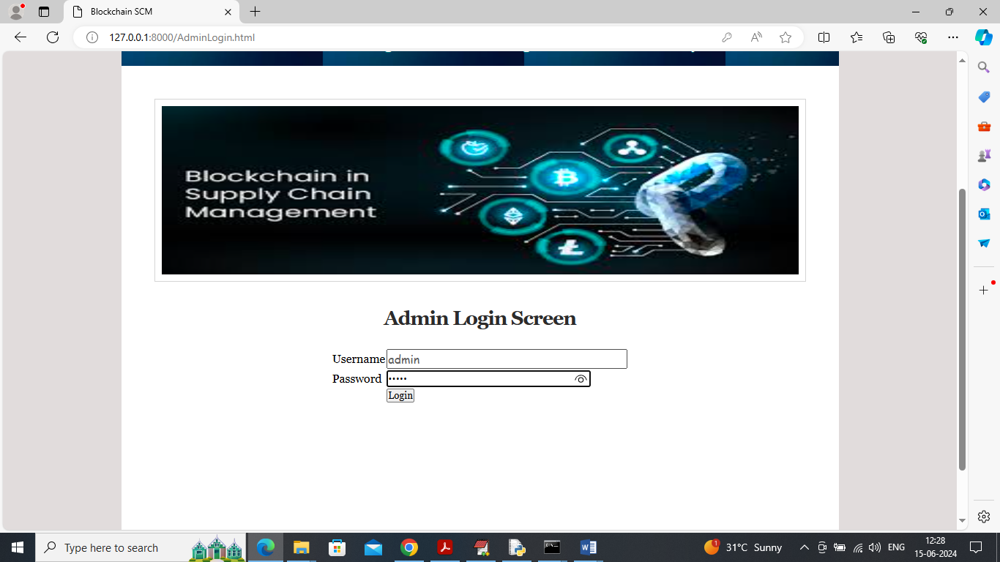 Blockchain SCM
127.0.0.1:8000/AdminLogin.html
Blockchain in
Supply Chain
Management
Admin Login Screen
Username admin
Password •••••
Login
Type here to search
1
31°C Sunny
ENG
12:28
15-06-2024